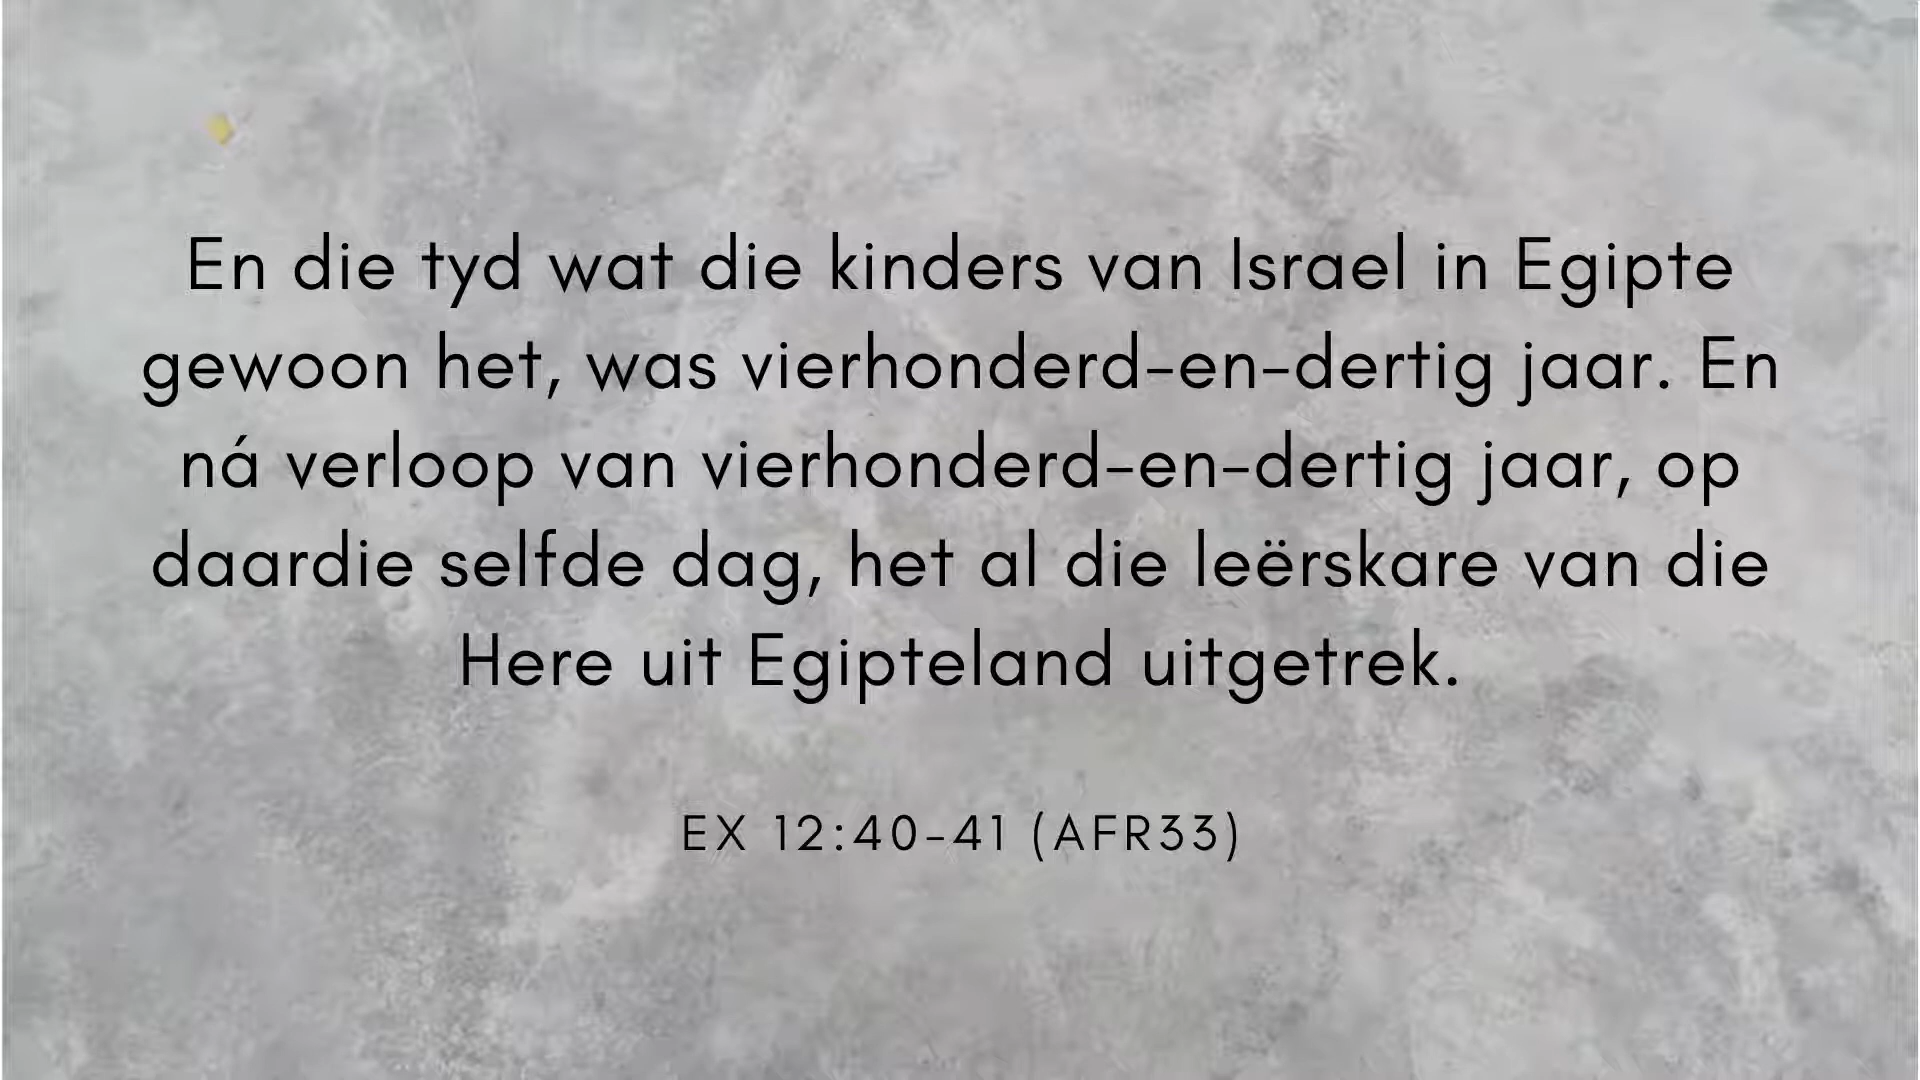 En die tyd wat die kinders van Israel in Egipte
gewoon het, was vierhonderd-en-dertig jaar. En
ná verloop van vierhonderd-en-dertig jaar, op
daardie selfde dag, het al die leërskare van die
Here uit Egipteland uitgetrek.
EX 12:40-41 (AFR33)